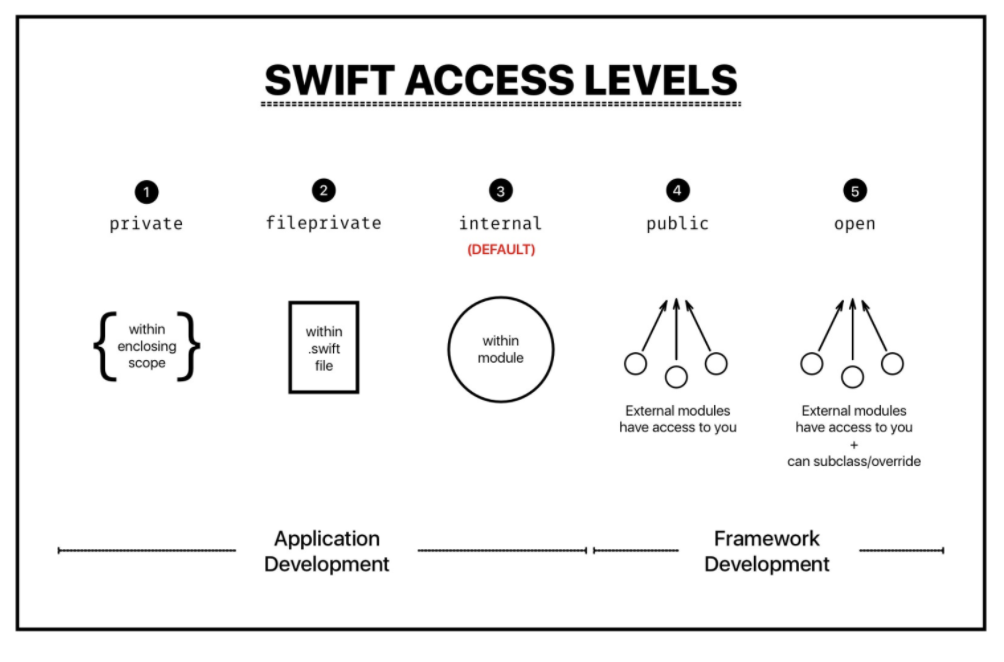 SWIFT ACCESS LEVELS
1
private
2
fileprivate
3
internal
(DEFAULT)
4
public
5
open
within
enclosing
scope
within
.swift
file
within
module
External modules
have access to you
External modules
have access to you
+
can subclass/override
Application
Development
Framework
Development